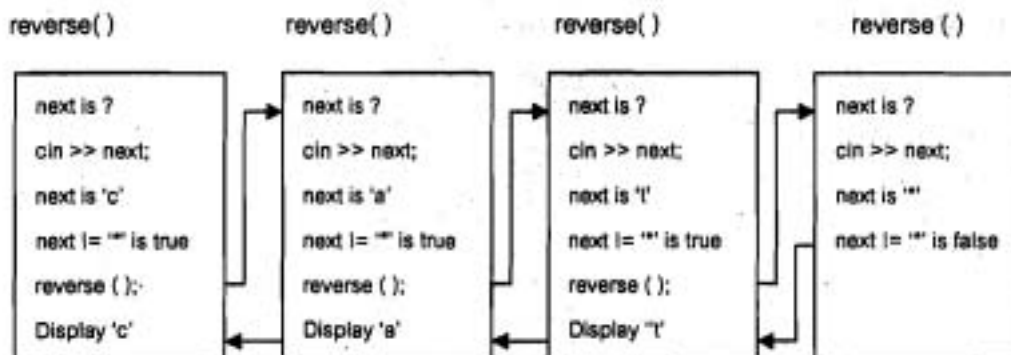 reverse( )
reverse( )
reverse( )
reverse ( )
next is ?
cin >> next;
next is 'c'
next != '*' is true
reverse ( );
Display 'c'
next is ?
cin >> next;
next is 'a'
next != '*' is true
reverse ( );
Display 'a'
next is ?
cin >> next;
next is 't'
next != '*' is true
reverse ( );
Display "t'
next is ?
cin >> next;
next is '*'
next != '*' is false